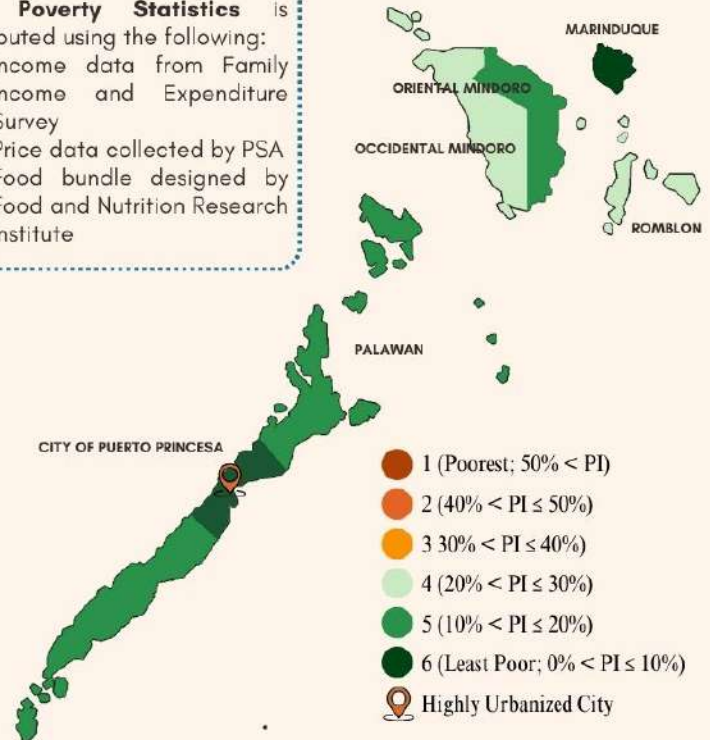 Poverty Statistics is
outed using the following:
ncome data from Family
ncome and Expenditure
Survey
Price data collected by PSA
Food bundle designed by
Food and Nutrition Research
nstitute
MARINDUQUE
ORIENTAL MINDORO
OCCIDENTAL MINDORO
ROMBLON
PALAWAN
CITY OF PUERTO PRINCESA
1 (Poorest; 50% < PI)
2 (40% < PI ≤ 50%)
3 30% < PI ≤ 40%)
4 (20% < PI ≤ 30%)
5 (10% < PI ≤ 20%)
6 (Least Poor; 0% < PI ≤ 10%)
Highly Urbanized City